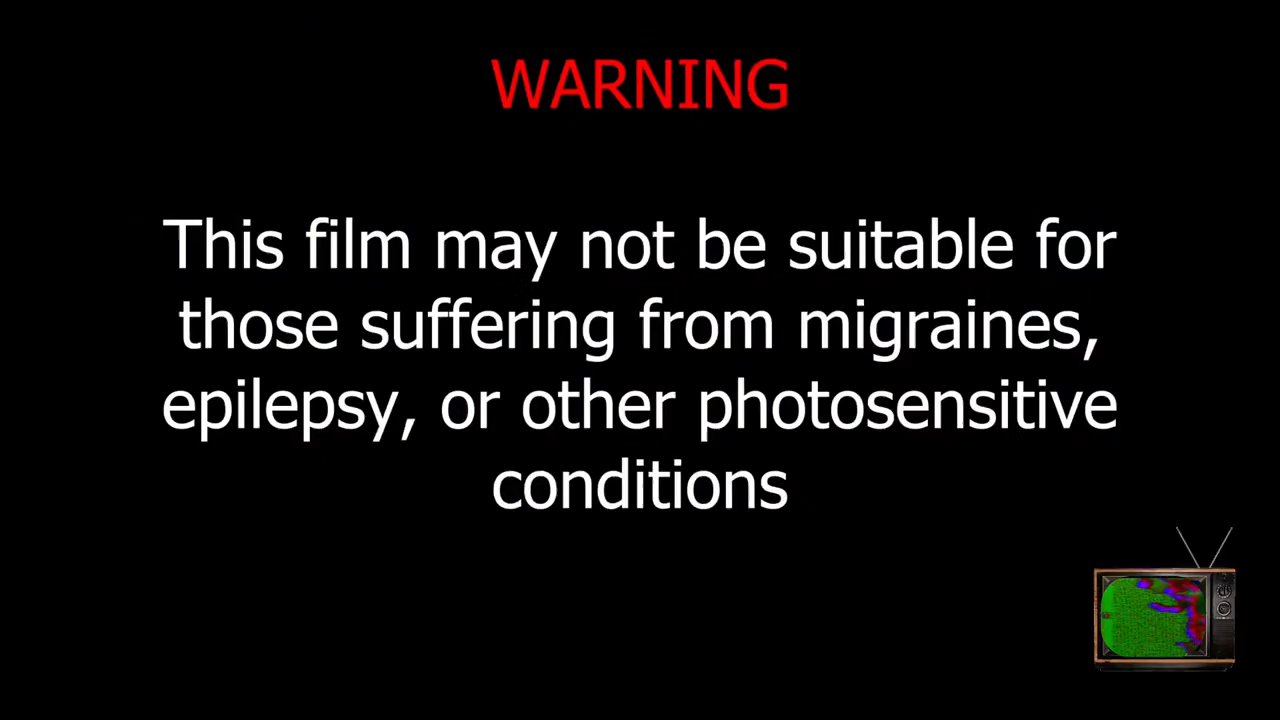 WARNING
This film may not be suitable for
those suffering from migraines,
epilepsy, or other photosensitive
conditions